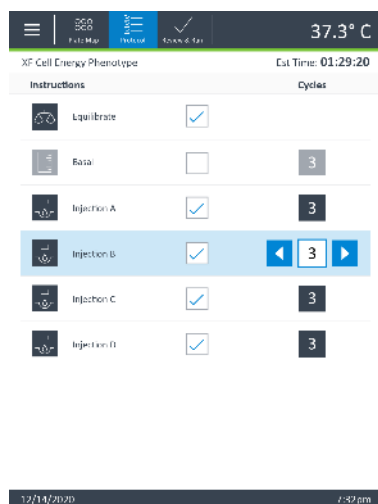 Plate Map
Protocol
Review & Run
37.3° C
XF Cell Energy Phenotype
Est Time: 01:29:20
Instructions
Cycles
Equilibrate
Basal
3
Injection A
3
Injection B
3
Injection C
3
Injection D
3
12/14/2020
7:32 pm